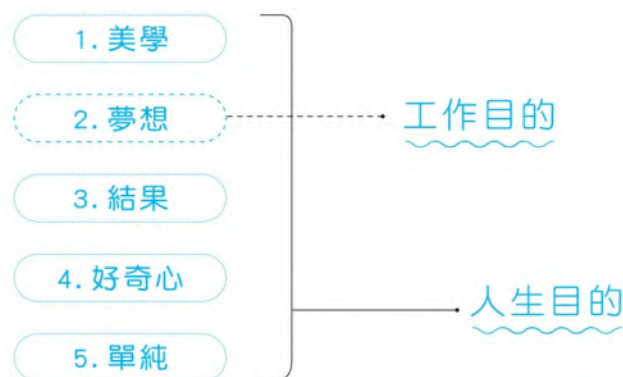 1. 美學
2. 夢想
工作目的
3. 結果
4. 好奇心
人生目的
5. 單純